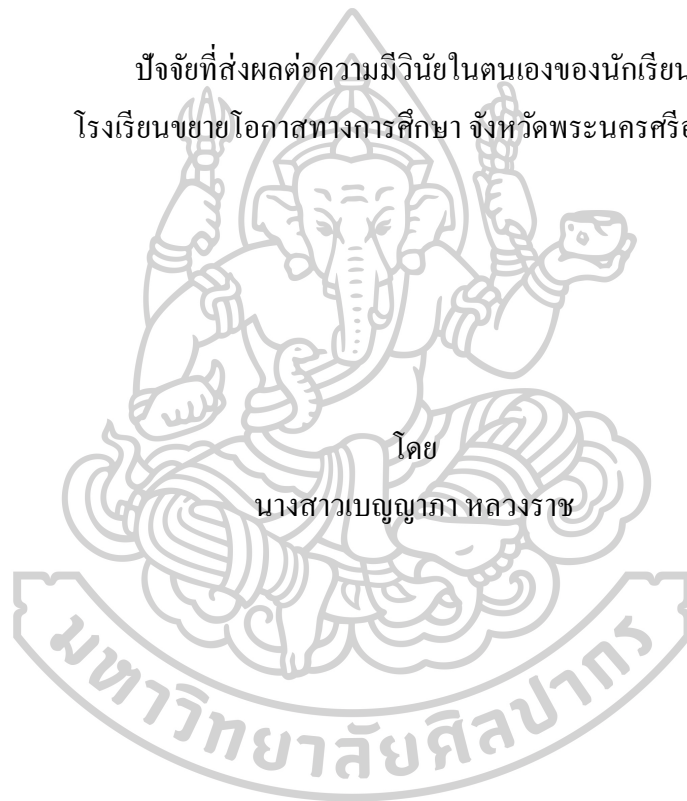 ปัจจัยที่ส่งผลต่อความมีวินัยในตนเองของนักเรียน
โรงเรียนขยายโอกาสทางการศึกษา จังหวัดพระนครศรี
โดย
นางสาวเบญญาภา หลวงราช
มหาวิทยาลัยศิลปากร